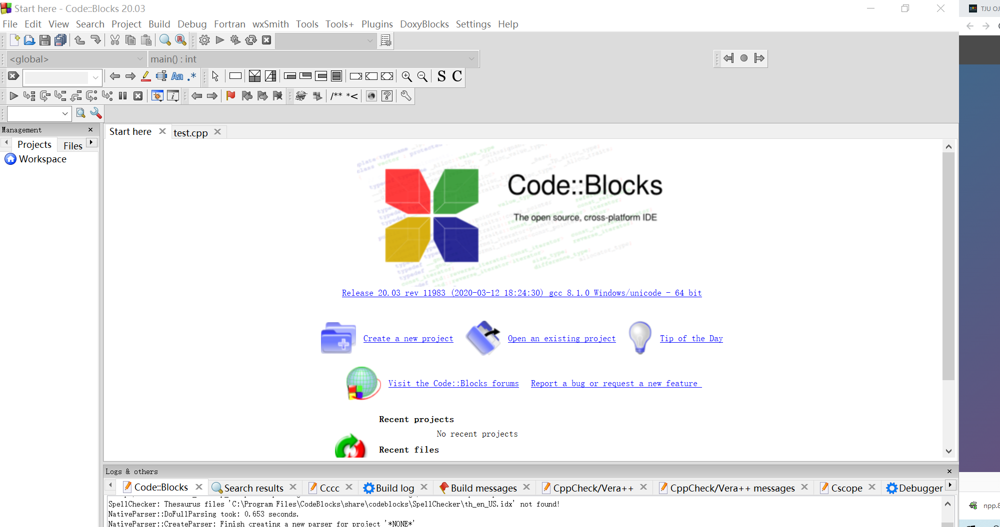 Start here - Code::Blocks 20.03
TJU OJ
File Edit View Search Project Build Debug Fortran wxSmith Tools Tools+ Plugins DoxyBlocks Settings Help
<global> main() : int
Aa .* S C
/** *<
Management
Start here test.cpp
Projects Files
Workspace
Code::Blocks
The open source, cross-platform IDE
Release 20.03 rev 11983 (2020-03-12 18:24:30) gcc 8.1.0 Windows/unicode - 64 bit
Create a new project Open an existing project Tip of the Day
Visit the Code::Blocks forums Report a bug or request a new feature
Recent projects
No recent projects
Recent files
Logs & others
Code::Blocks Search results Cccc Build log Build messages CppCheck/Vera++ CppCheck/Vera++ messages Cscope Debugger
SpellChecker: Thesaurus files 'C:\Program Files\CodeBlocks\share\codeblocks\SpellChecker\th_en_US.idx' not found!
npp.8
NativeParser::DoFullParsing took: 0.653 seconds.
NativeParser::CreateParser: Finish creating a new parser for project '*NONE*'